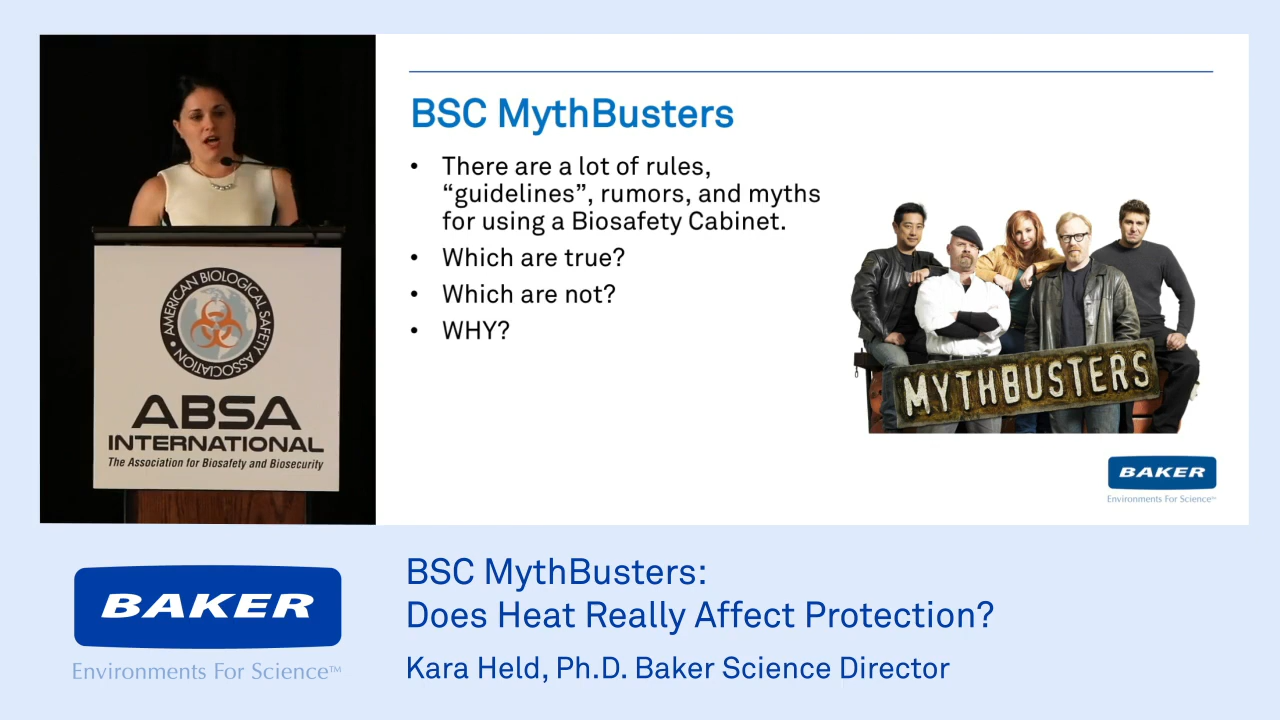 BSC MythBusters
• There are a lot of rules,
“guidelines”, rumors, and myths
for using a Biosafety Cabinet.
• Which are true?
• Which are not?
• WHY?
MYTHBUSTERS
BAKER
Environments For Science™
AMERICAN BIOLOGICAL SAFETY ASSOCIATION •
ABSA
INTERNATIONAL
The Association for Biosafety and Biosecurity
BAKER
Environments For Science™
BSC MythBusters:
Does Heat Really Affect Protection?
Kara Held, Ph.D. Baker Science Director